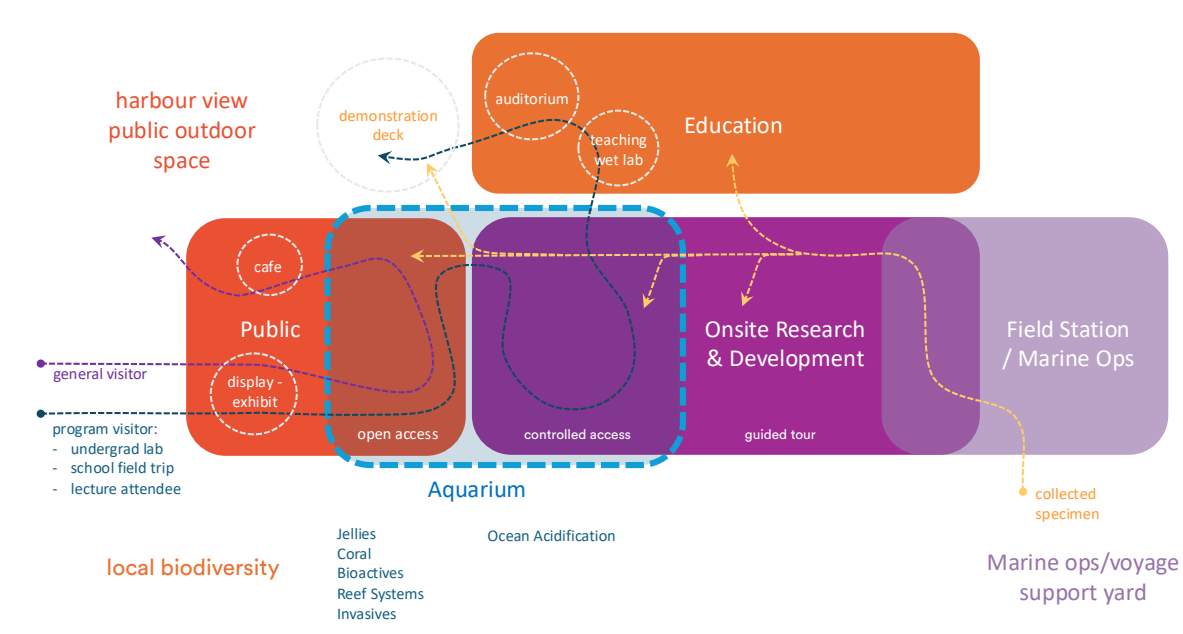 harbour view
public outdoor
space
demonstration
deck
auditorium
teaching
wet lab
Education
cafe
Public
display -
exhibit
general visitor
program visitor:
- undergrad lab
- school field trip
- lecture attendee
open access
controlled access
guided tour
Onsite Research
& Development
Field Station
/ Marine Ops
collected
specimen
Aquarium
Jellies
Coral
Bioactives
Reef Systems
Invasives
Ocean Acidification
local biodiversity
Marine ops/voyage
support yard